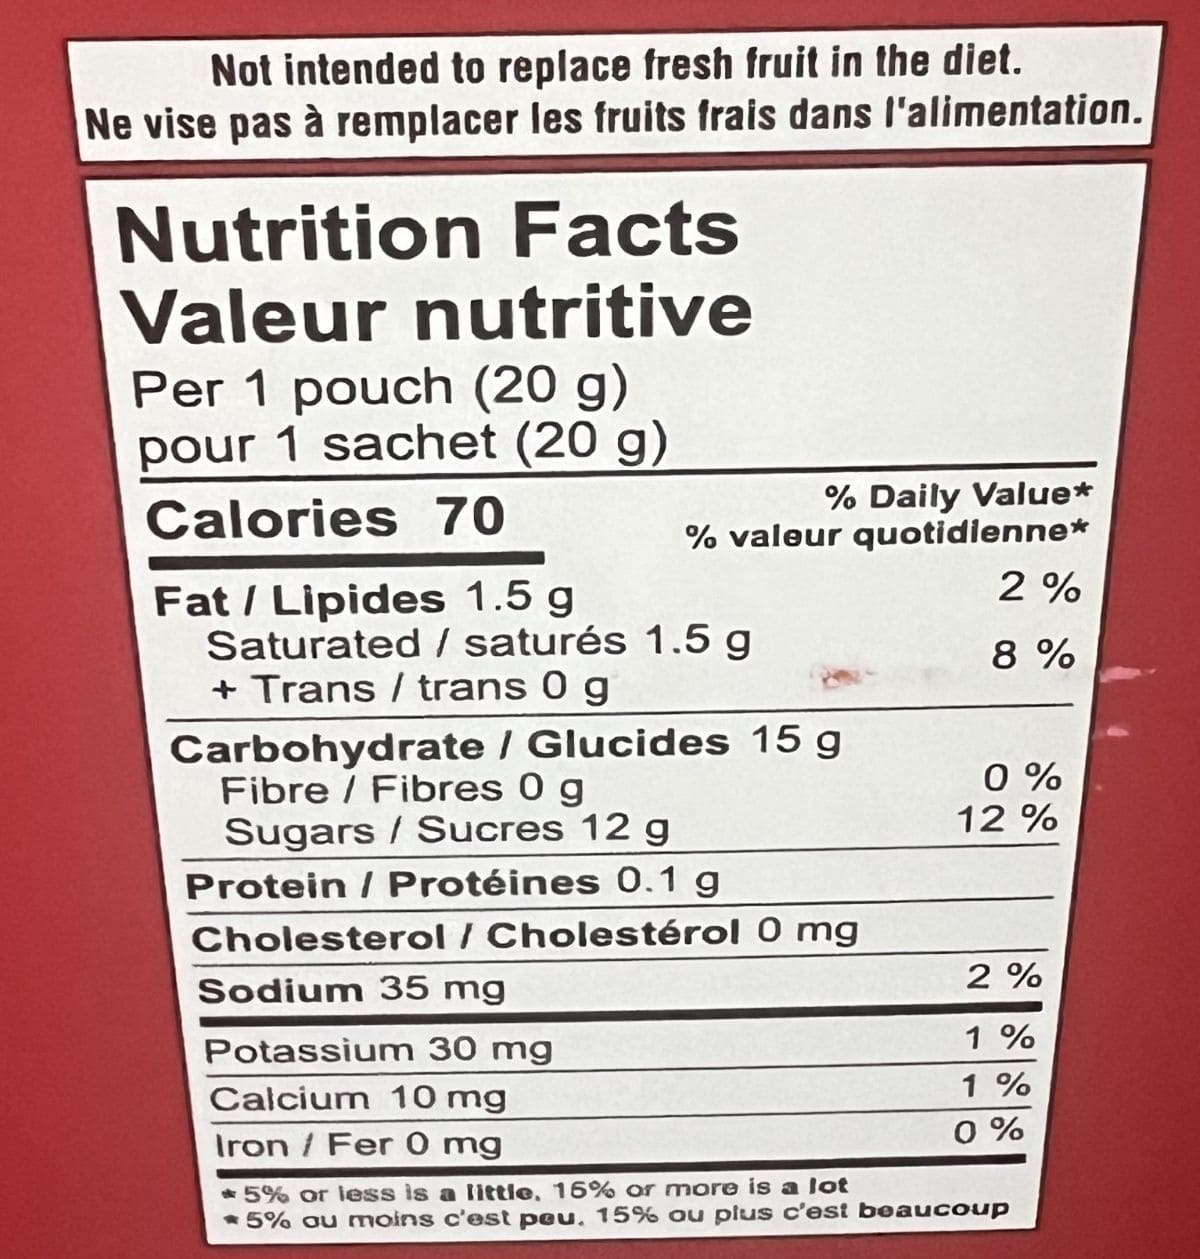 Not intended to replace fresh fruit in the diet.
Ne vise pas à remplacer les fruits frais dans l'alimentation.
Nutrition Facts
Valeur nutritive
Per 1 pouch (20 g)
pour 1 sachet (20 g)
Calories 70
% Daily Value*
% valeur quotidienne*
Fat / Lipides 1.5 g 2 %
Saturated / saturés 1.5 g 8 %
+ Trans / trans 0 g
Carbohydrate / Glucides 15 g
Fibre / Fibres 0 g 0 %
Sugars / Sucres 12 g 12 %
Protein / Protéines 0.1 g
Cholesterol / Cholestérol 0 mg
Sodium 35 mg 2 %
Potassium 30 mg 1 %
Calcium 10 mg 1 %
Iron / Fer 0 mg 0 %
*5% or less is a little, 15% or more is a lot
*5% ou moins c'est peu, 15% ou plus c'est beaucoup